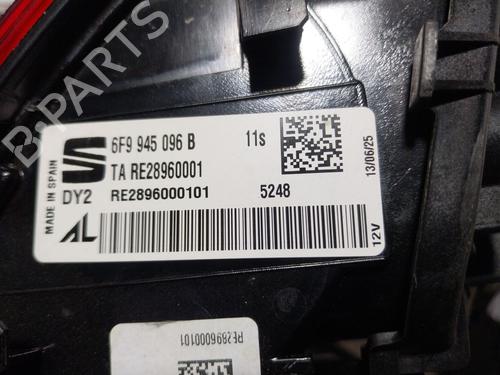 6F9 945 096 B 11s
TA RE28960001
DY2 RE2896000101 5248
MADE IN SPAIN
AL
13/06/25
12V
RE2896000101
B-Parts